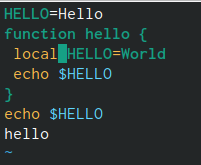 HELLO=Hello
function hello {
 local HELLO=World
 echo $HELLO
}
echo $HELLO
hello
~